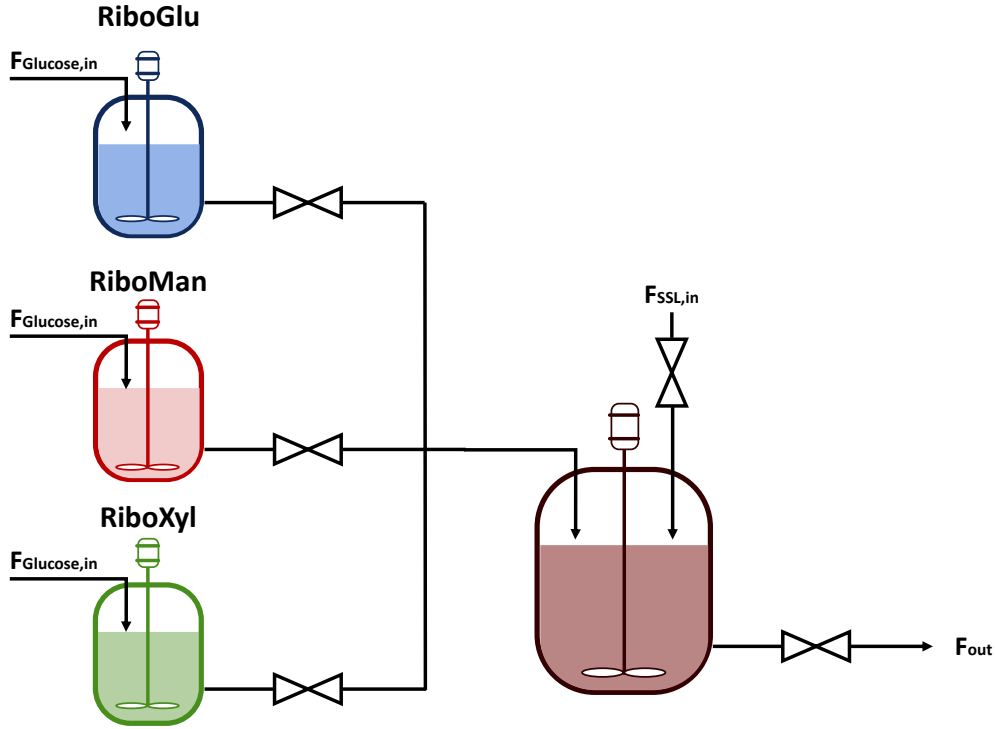 RiboGlu
FGlucose,in
RiboMan
FGlucose,in
FSSL,in
RiboXyl
FGlucose,in
Fout